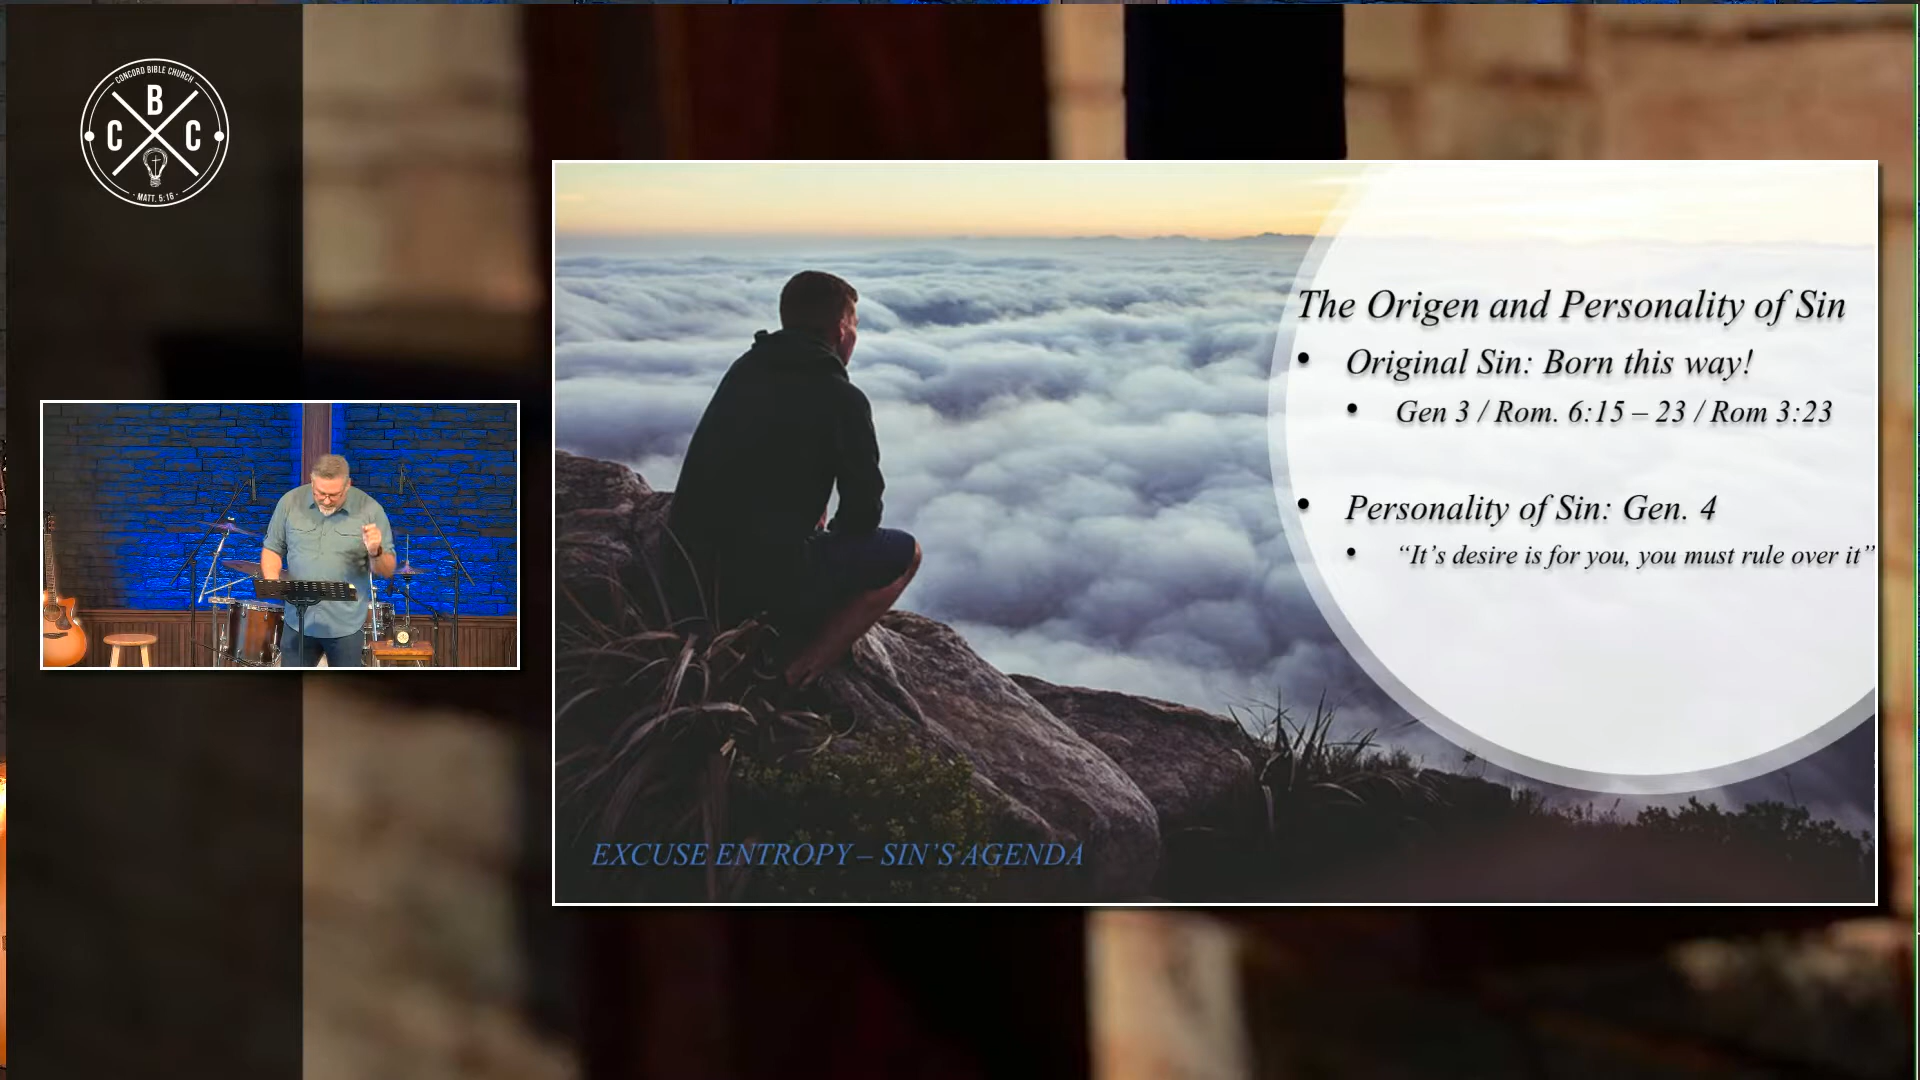 CONCORD BIBLE CHURCH
B
C C
MATT. 5:16
The Origen and Personality of Sin
• Original Sin: Born this way!
• Gen 3 / Rom. 6:15 – 23 / Rom 3:23
• Personality of Sin: Gen. 4
• “It’s desire is for you, you must rule over it”
EXCUSE ENTROPY – SIN’S AGENDA